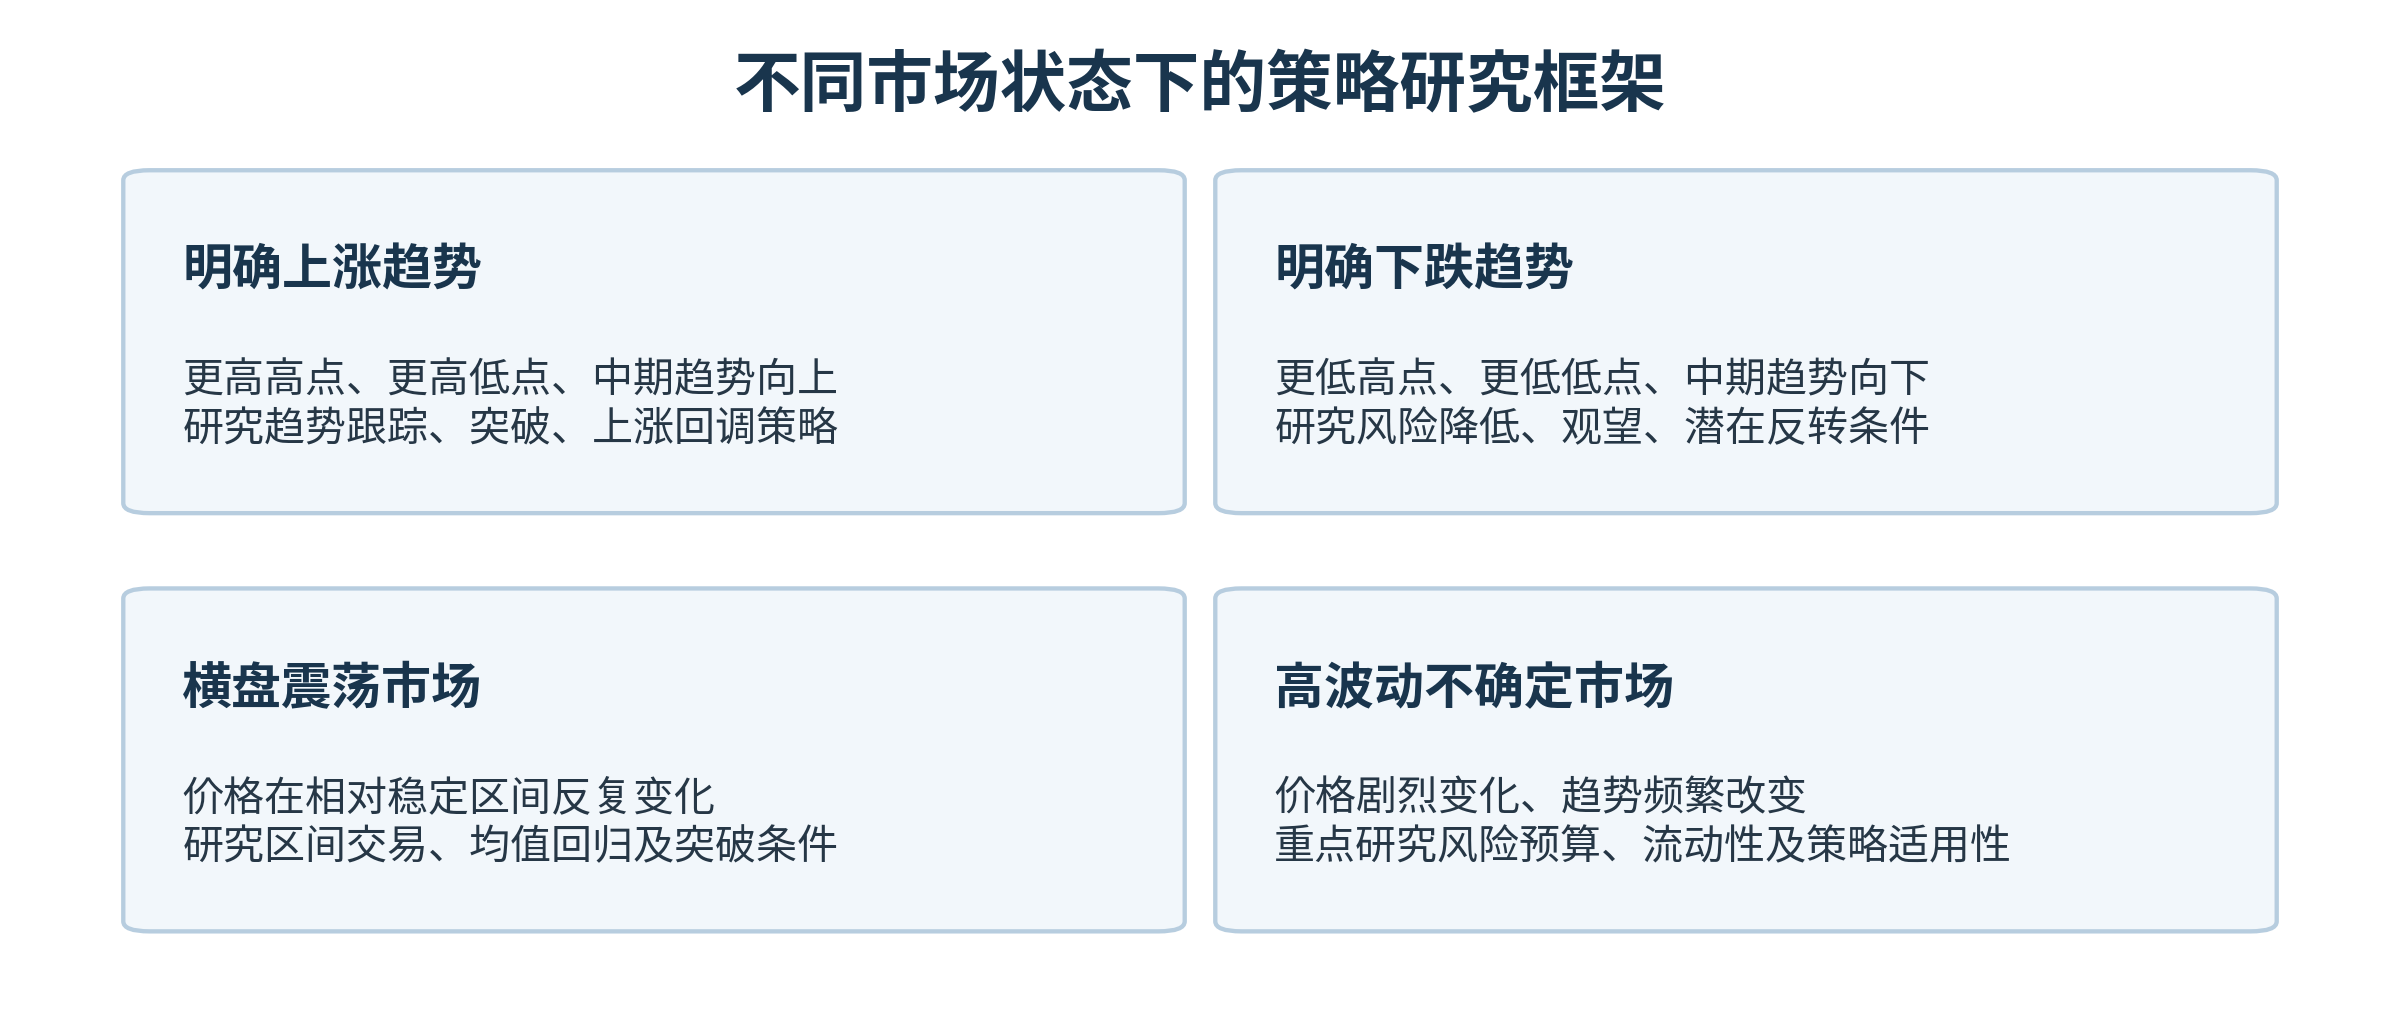 不同市场状态下的策略研究框架
明确上涨趋势
更高高点、更高低点、中期趋势向上
研究趋势跟踪、突破、上涨回调策略
明确下跌趋势
更低高点、更低低点、中期趋势向下
研究风险降低、观望、潜在反转条件
横盘震荡市场
价格在相对稳定区间反复变化
研究区间交易、均值回归及突破条件
高波动不确定市场
价格剧烈变化、趋势频繁改变
重点研究风险预算、流动性及策略适用性